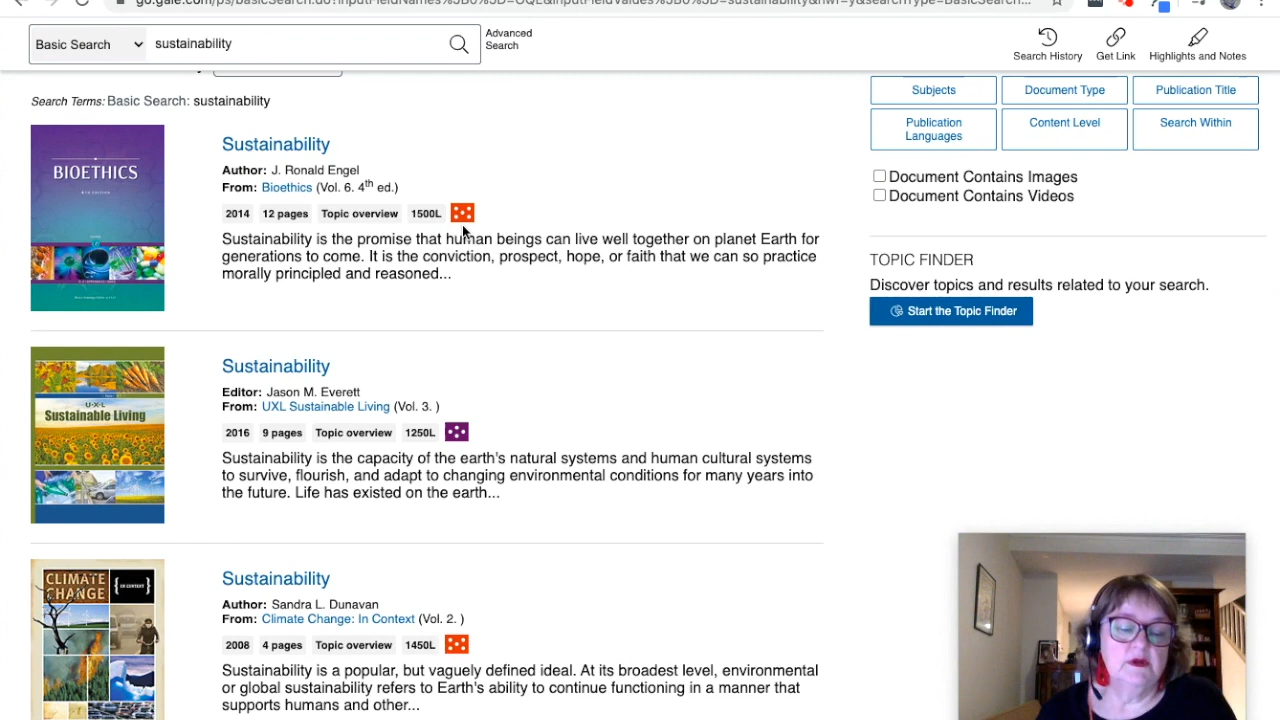 Basic Search
sustainability
Advanced
Search
Search History
Get Link
Highlights and Notes
Search Terms: Basic Search: sustainability
BIOETHICS
Sustainability
Author: J. Ronald Engel
From: Bioethics (Vol. 6. 4th ed.)
2014 12 pages Topic overview 1500L
Sustainability is the promise that human beings can live well together on planet Earth for
generations to come. It is the conviction, prospect, hope, or faith that we can so practice
morally principled and reasoned...
U·X·L
Sustainable Living
Sustainability
Editor: Jason M. Everett
From: UXL Sustainable Living (Vol. 3. )
2016 9 pages Topic overview 1250L
Sustainability is the capacity of the earth's natural systems and human cultural systems
to survive, flourish, and adapt to changing environmental conditions for many years into
the future. Life has existed on the earth...
CLIMATE
CHANGE
IN CONTEXT
Sustainability
Author: Sandra L. Dunavan
From: Climate Change: In Context (Vol. 2. )
2008 4 pages Topic overview 1450L
Sustainability is a popular, but vaguely defined ideal. At its broadest level, environmental
or global sustainability refers to Earth's ability to continue functioning in a manner that
supports humans and other...
Subjects
Document Type
Publication Title
Publication
Languages
Content Level
Search Within
Document Contains Images
Document Contains Videos
TOPIC FINDER
Discover topics and results related to your search.
Start the Topic Finder